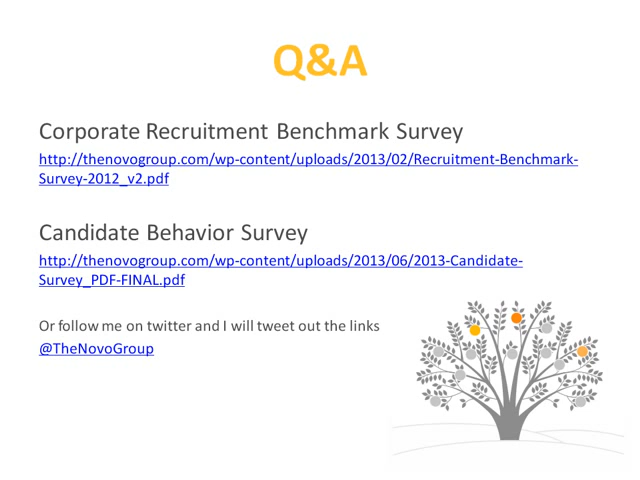 Q&A
Corporate Recruitment Benchmark Survey
http://thenovogroup.com/wp-content/uploads/2013/02/Recruitment-Benchmark-
Survey-2012_v2.pdf
Candidate Behavior Survey
http://thenovogroup.com/wp-content/uploads/2013/06/2013-Candidate-
Survey_PDF-FINAL.pdf
Or follow me on twitter and I will tweet out the links
@TheNovoGroup